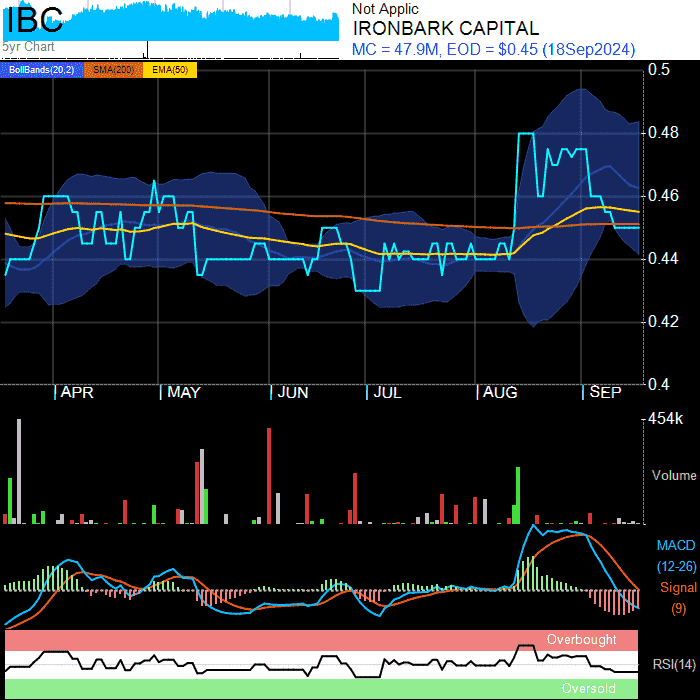 IBC
5yr Chart
Not Applic
IRONBARK CAPITAL
MC = 47.9M, EOD = $0.45 (18Sep2024)
BollBands(20,2) SMA(200) EMA(50)
0.5
0.48
0.46
0.44
0.42
0.4
APR MAY JUN JUL AUG SEP
454k
Volume
MACD
(12-26)
Signal
(9)
Overbought
RSI(14)
Oversold